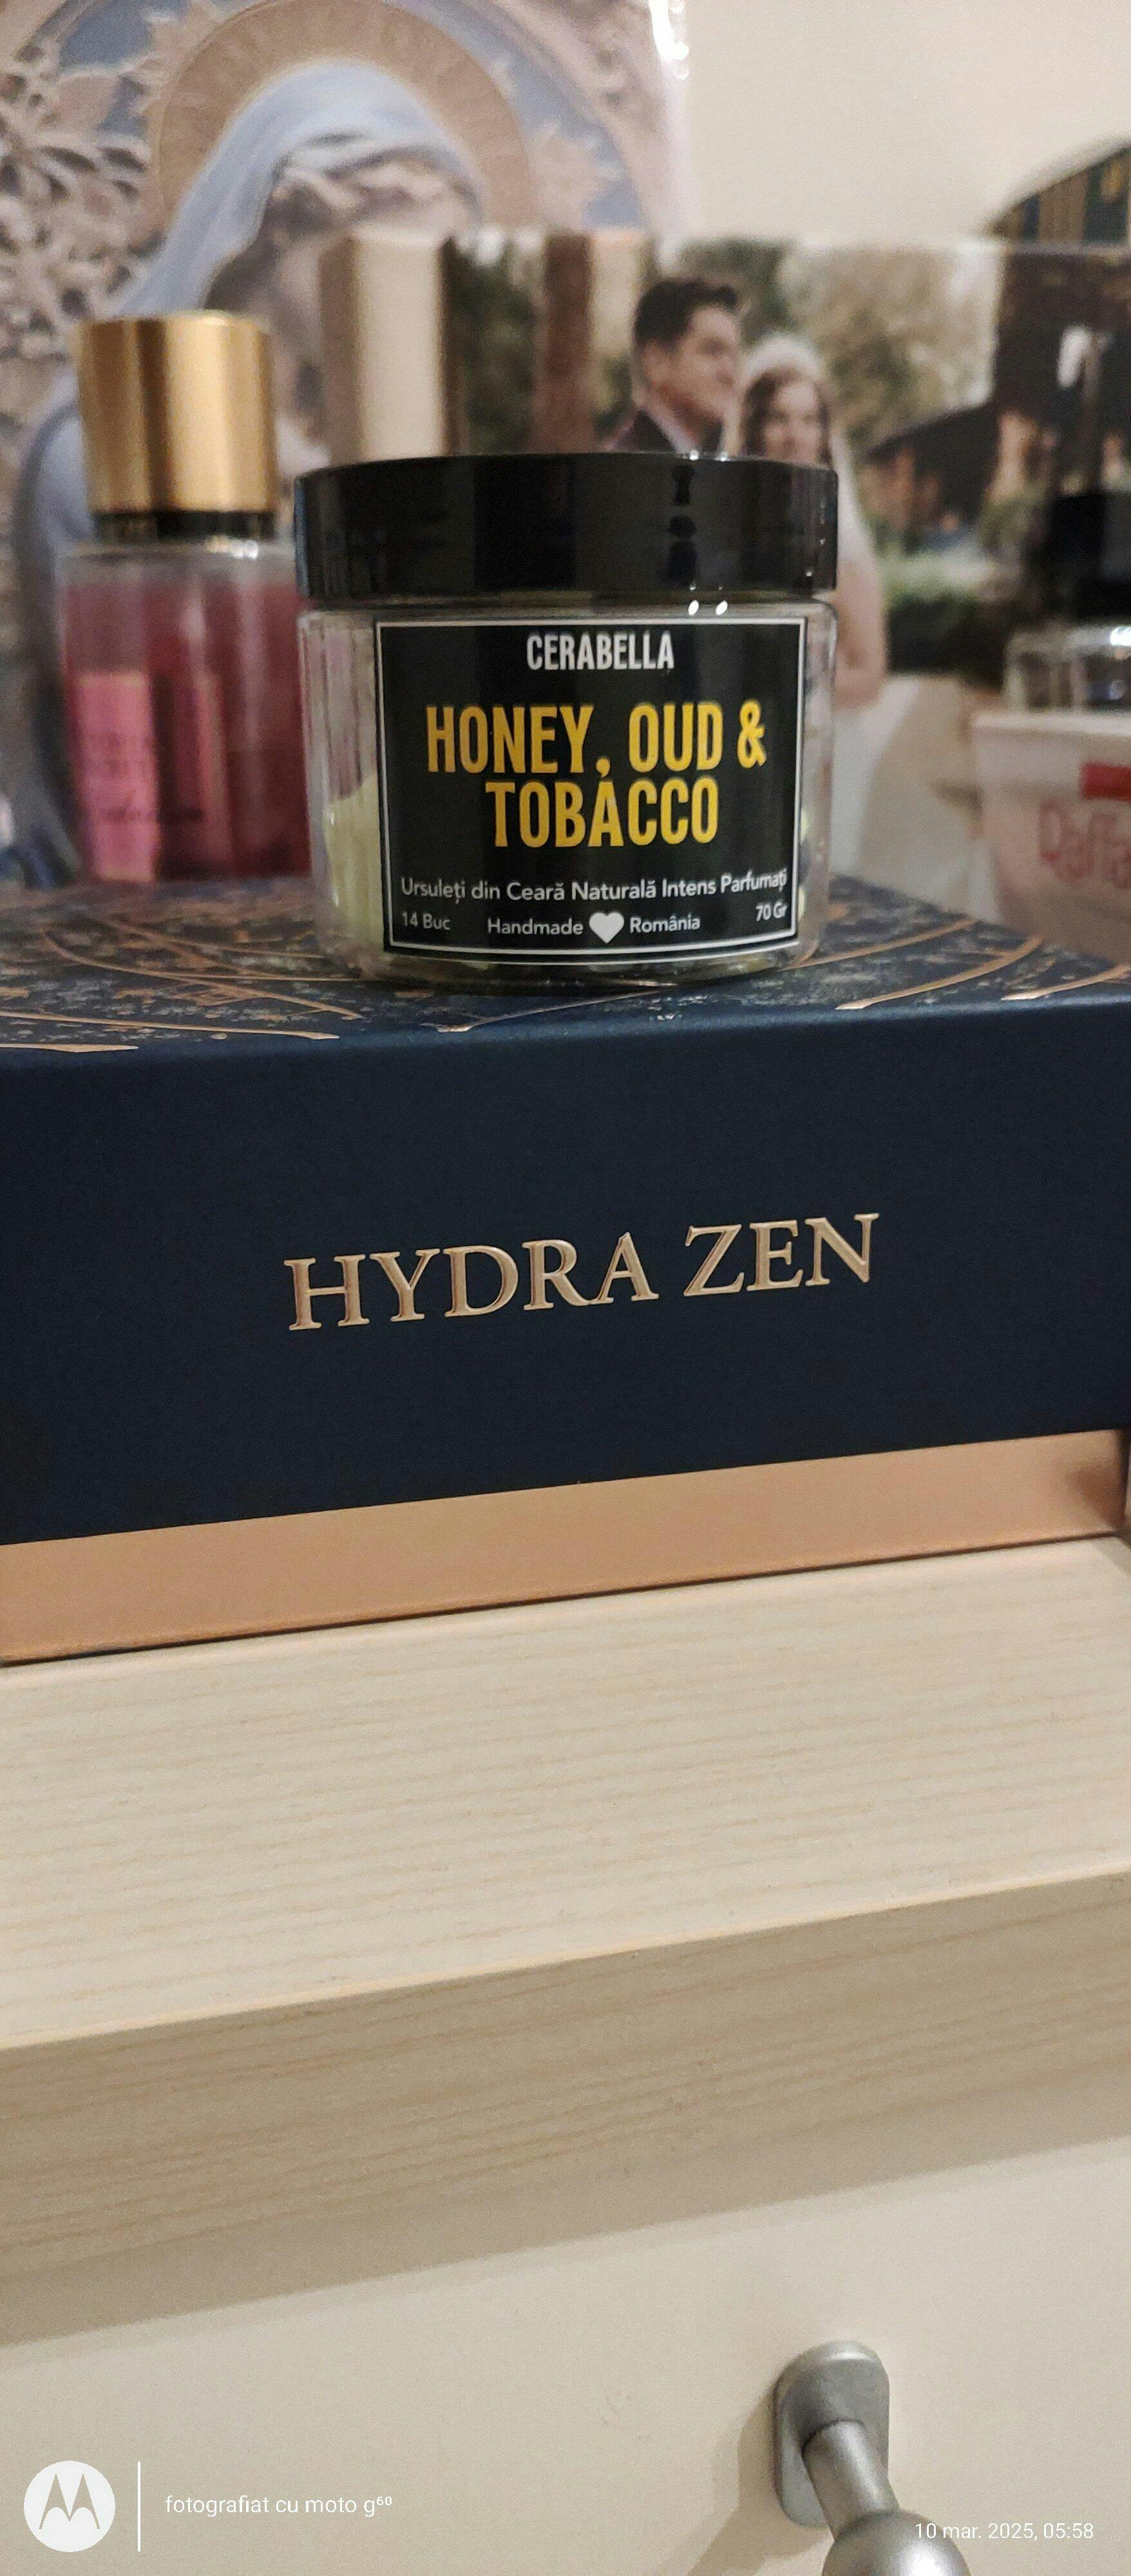 CERABELLA
HONEY, OUD &
TOBACCO
Ursuleți din Ceară Naturală Intens Parfumați
14 Buc Handmade România 70 Gr
HYDRA ZEN
fotografiat cu moto g⁶⁰
10 mar. 2025, 05:58